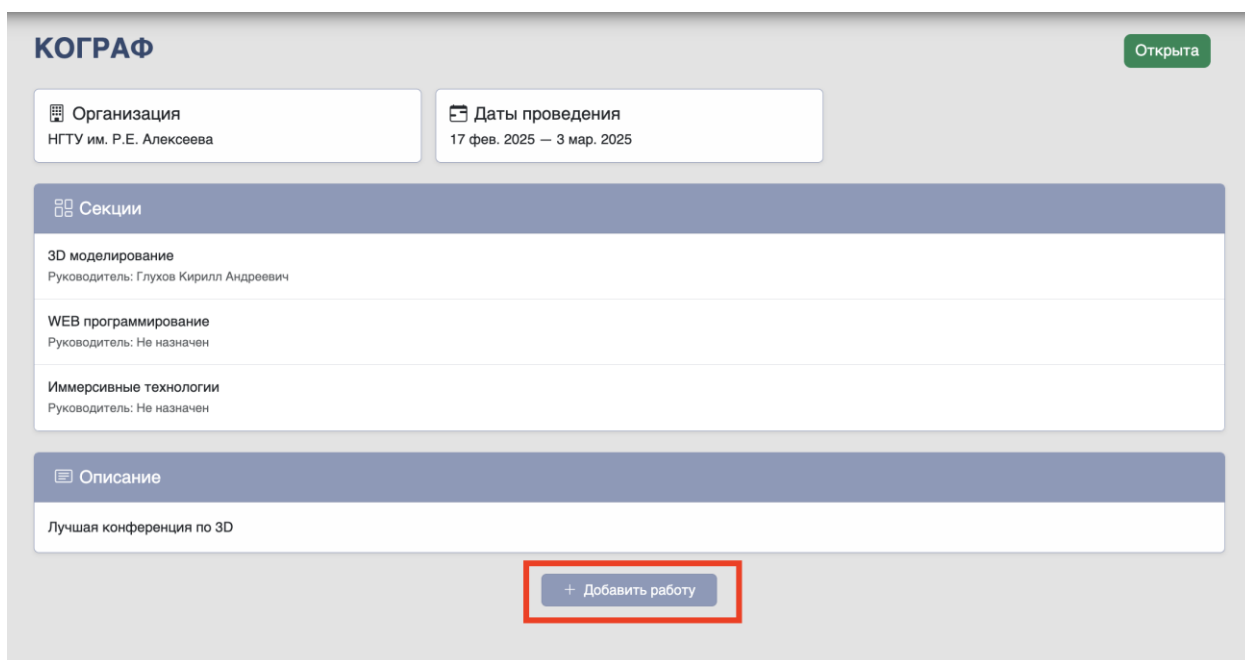 КОГРАФ
Открыта
Организация
НГТУ им. Р.Е. Алексеева
Даты проведения
17 фев. 2025 — 3 мар. 2025
Секции
3D моделирование
Руководитель: Глухов Кирилл Андреевич
WEB программирование
Руководитель: Не назначен
Иммерсивные технологии
Руководитель: Не назначен
Описание
Лучшая конференция по 3D
+ Добавить работу